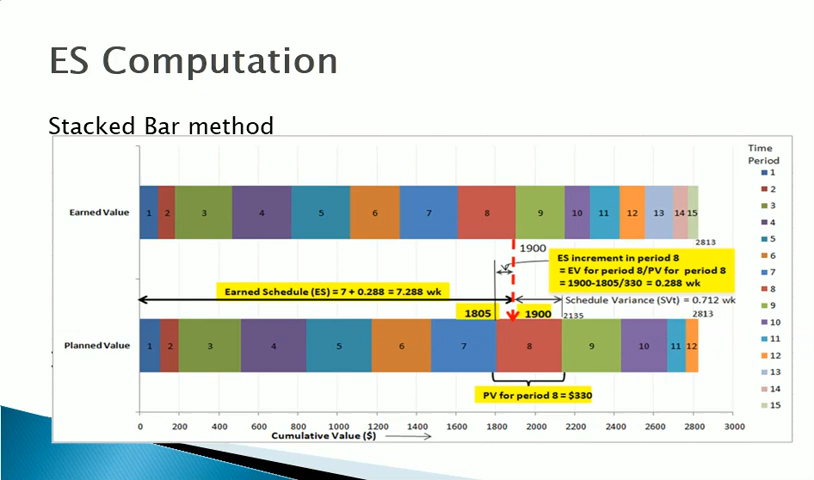 ES Computation
Stacked Bar method
Time
Period
1
2
3
4
5
6
7
8
9
10
11
12
13
14
15
Earned Value
1 2 3 4 5 6 7 8 9 10 11 12 13 14 15
2813
1900
ES increment in period 8
= EV for period 8/PV for period 8
= 1900-1805/330 = 0.288 wk
Earned Schedule (ES) = 7 + 0.288 = 7.288 wk
Schedule Variance (SVt) = 0.712 wk
1805 1900 2135 2813
Planned Value
1 2 3 4 5 6 7 8 9 10 11 12
PV for period 8 = $330
0 200 400 600 800 1000 1200 1400 1600 1800 2000 2200 2400 2600 2800 3000
Cumulative Value ($)